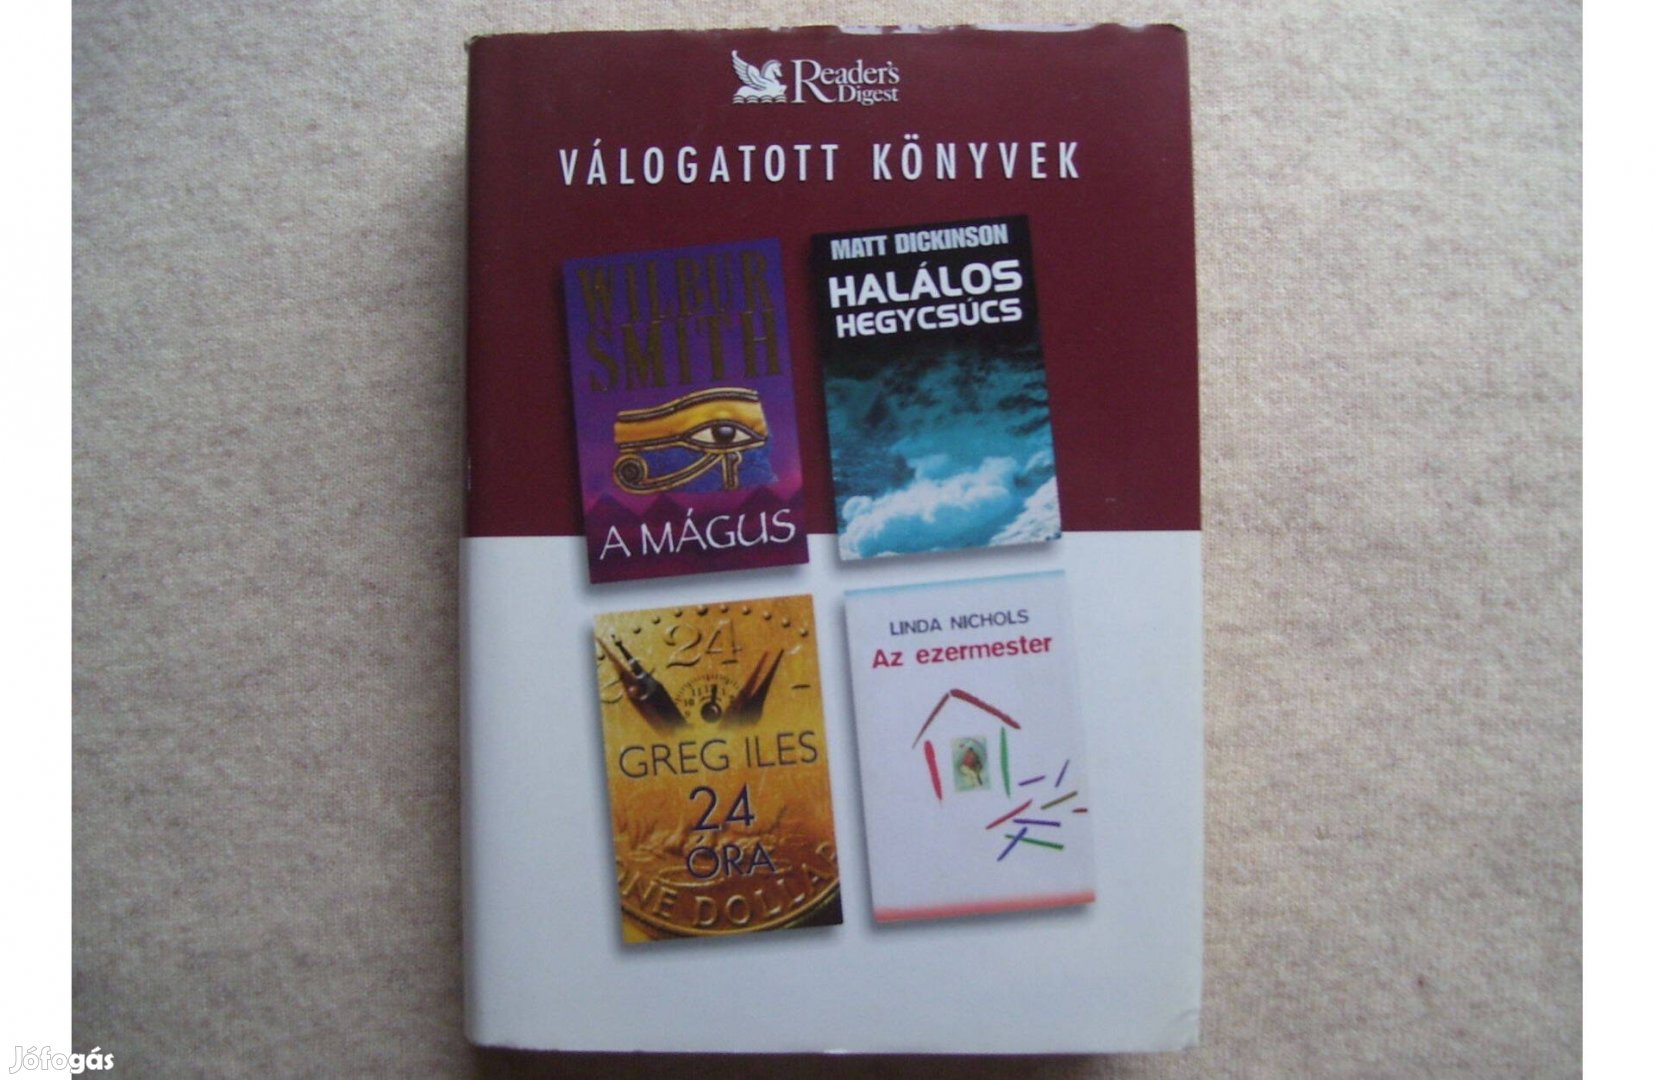 Reader's
Digest
VÁLOGATOTT KÖNYVEK
WILBUR
SMITH
A MÁGUS
MATT DICKINSON
HALÁLOS
HEGYCSÚCS
24
GREG ILES
24
ÓRA
ONE DOLLA
LINDA NICHOLS
Az ezermester
Jófogás